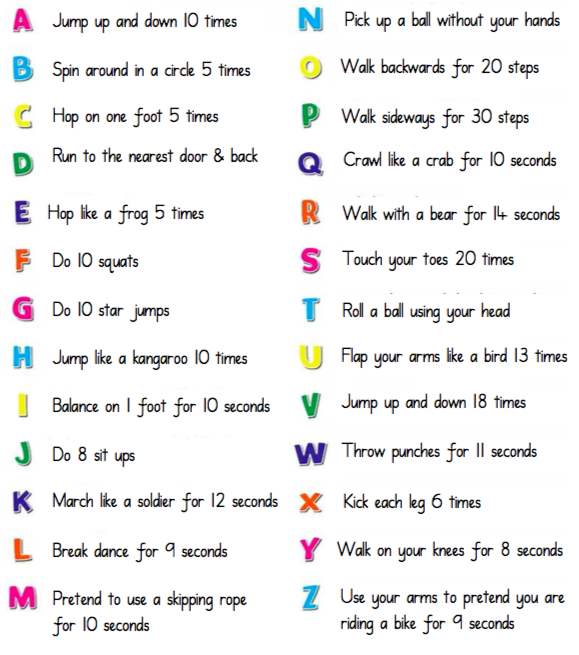 A Jump up and down 10 times
B Spin around in a circle 5 times
C Hop on one foot 5 times
D Run to the nearest door & back
E Hop like a frog 5 times
F Do 10 squats
G Do 10 star jumps
H Jump like a kangaroo 10 times
I Balance on 1 foot for 10 seconds
J Do 8 sit ups
K March like a soldier for 12 seconds
L Break dance for 9 seconds
M Pretend to use a skipping rope
for 10 seconds
N Pick up a ball without your hands
O Walk backwards for 20 steps
P Walk sideways for 30 steps
Q Crawl like a crab for 10 seconds
R Walk with a bear for 14 seconds
S Touch your toes 20 times
T Roll a ball using your head
U Flap your arms like a bird 13 times
V Jump up and down 18 times
W Throw punches for 11 seconds
X Kick each leg 6 times
Y Walk on your knees for 8 seconds
Z Use your arms to pretend you are
riding a bike for 9 seconds